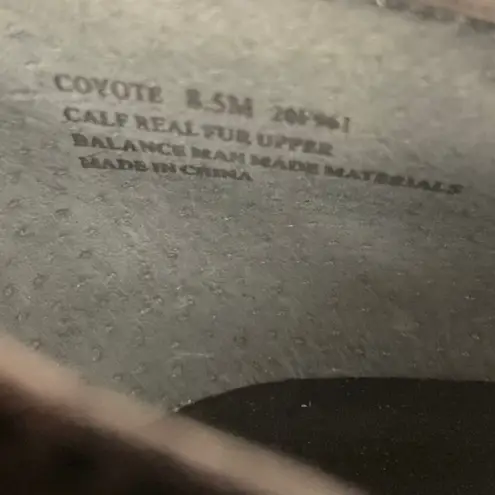 COYOTE 8.5M
CALF REAL FUR UPPER
BALANCE MAN MADE MATERIALS
MADE IN CHINA